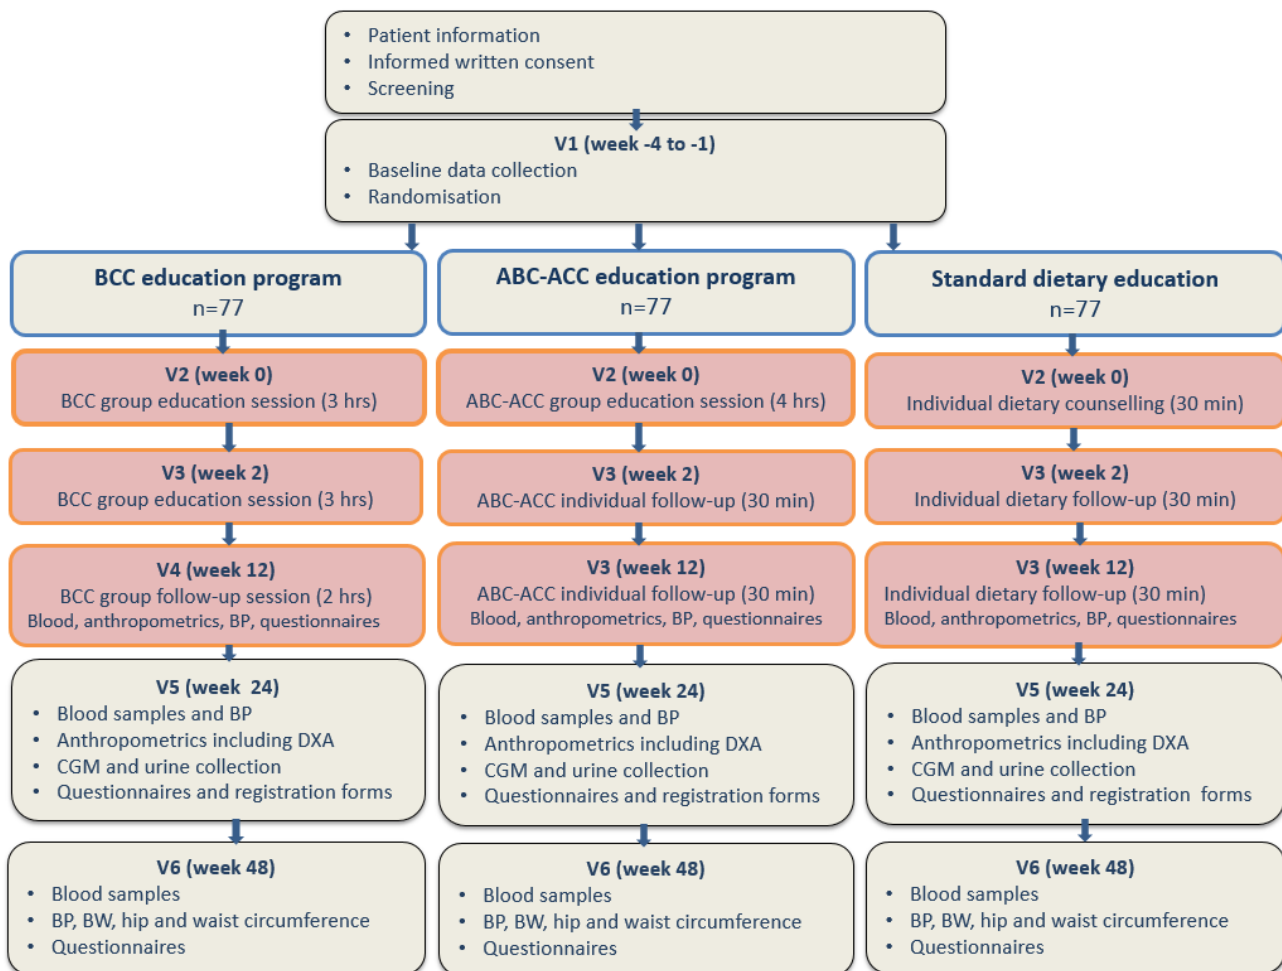 • Patient information
• Informed written consent
• Screening
V1 (week -4 to -1)
• Baseline data collection
• Randomisation
BCC education program
n=77
ABC-ACC education program
n=77
Standard dietary education
n=77
V2 (week 0)
BCC group education session (3 hrs)
V2 (week 0)
ABC-ACC group education session (4 hrs)
V2 (week 0)
Individual dietary counselling (30 min)
V3 (week 2)
BCC group education session (3 hrs)
V3 (week 2)
ABC-ACC individual follow-up (30 min)
V3 (week 2)
Individual dietary follow-up (30 min)
V4 (week 12)
BCC group follow-up session (2 hrs)
Blood, anthropometrics, BP, questionnaires
V3 (week 12)
ABC-ACC individual follow-up (30 min)
Blood, anthropometrics, BP, questionnaires
V3 (week 12)
Individual dietary follow-up (30 min)
Blood, anthropometrics, BP, questionnaires
V5 (week 24)
• Blood samples and BP
• Anthropometrics including DXA
• CGM and urine collection
• Questionnaires and registration forms
V5 (week 24)
• Blood samples and BP
• Anthropometrics including DXA
• CGM and urine collection
• Questionnaires and registration forms
V5 (week 24)
• Blood samples and BP
• Anthropometrics including DXA
• CGM and urine collection
• Questionnaires and registration forms
V6 (week 48)
• Blood samples
• BP, BW, hip and waist circumference
• Questionnaires
V6 (week 48)
• Blood samples
• BP, BW, hip and waist circumference
• Questionnaires
V6 (week 48)
• Blood samples
• BP, BW, hip and waist circumference
• Questionnaires